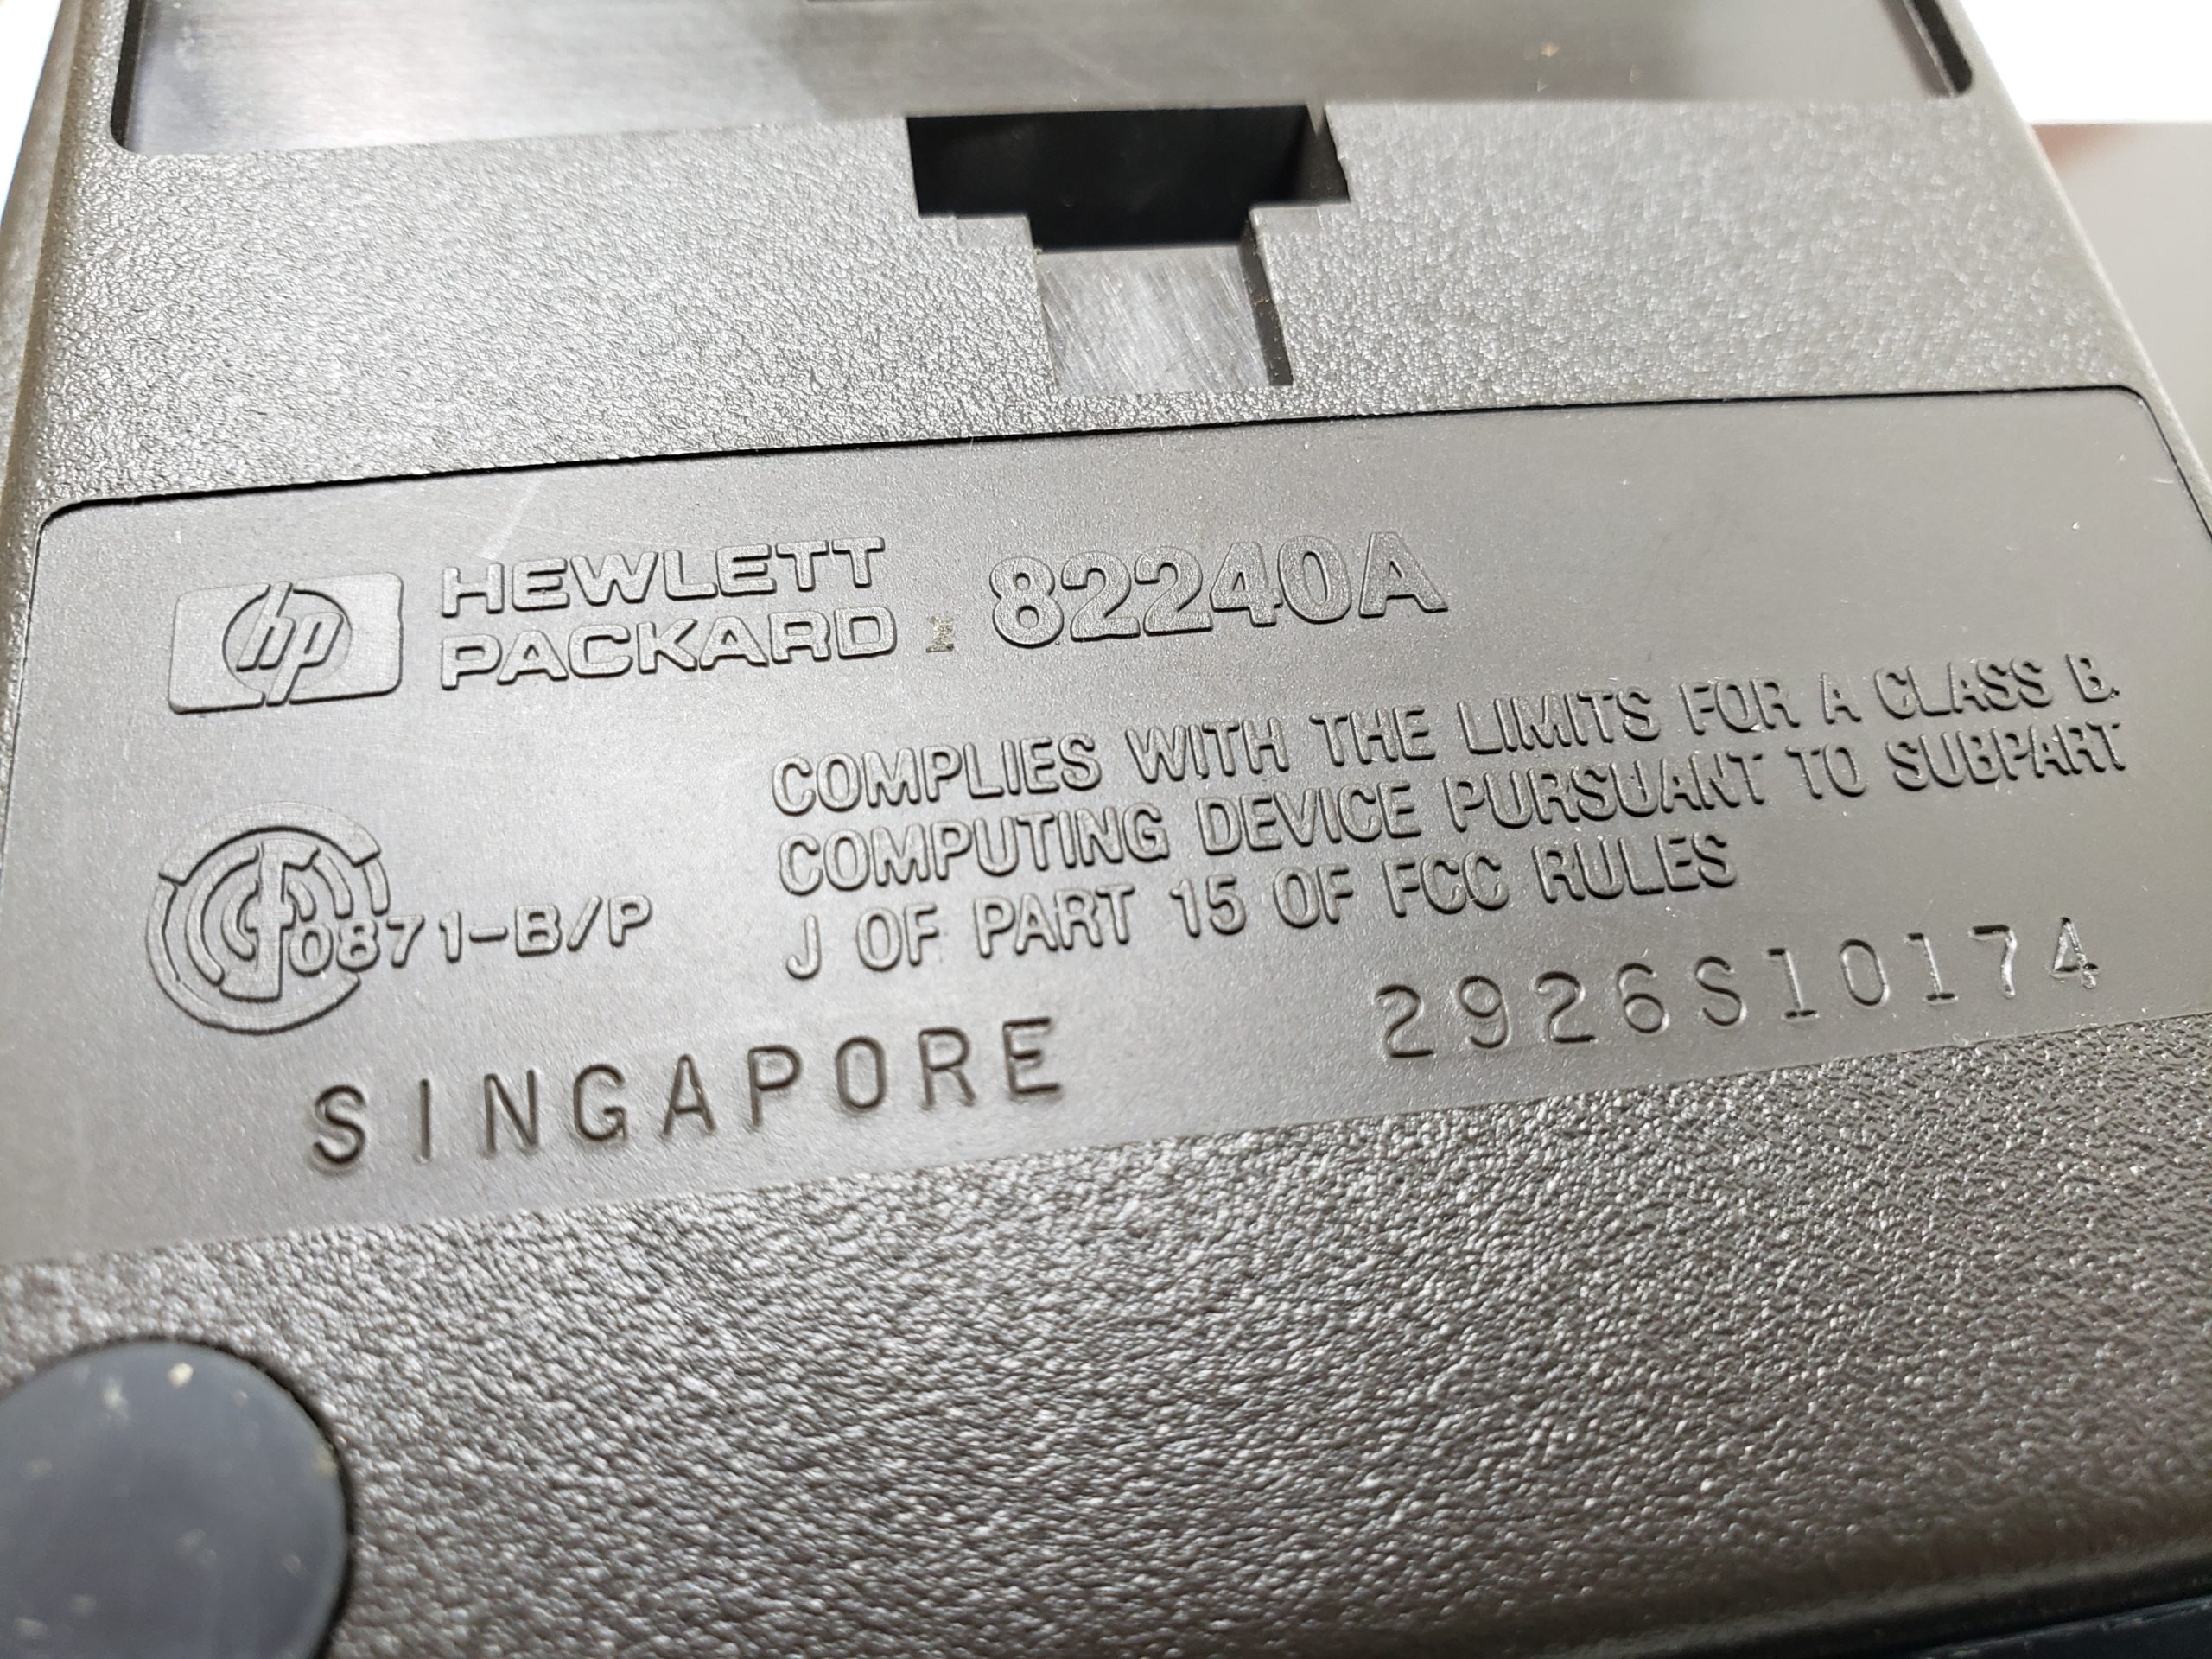 hp HEWLETT PACKARD 82240A
COMPLIES WITH THE LIMITS FOR A CLASS B
COMPUTING DEVICE PURSUANT TO SUBPART
J OF PART 15 OF FCC RULES
0871-B/P
SINGAPORE 2926S10174